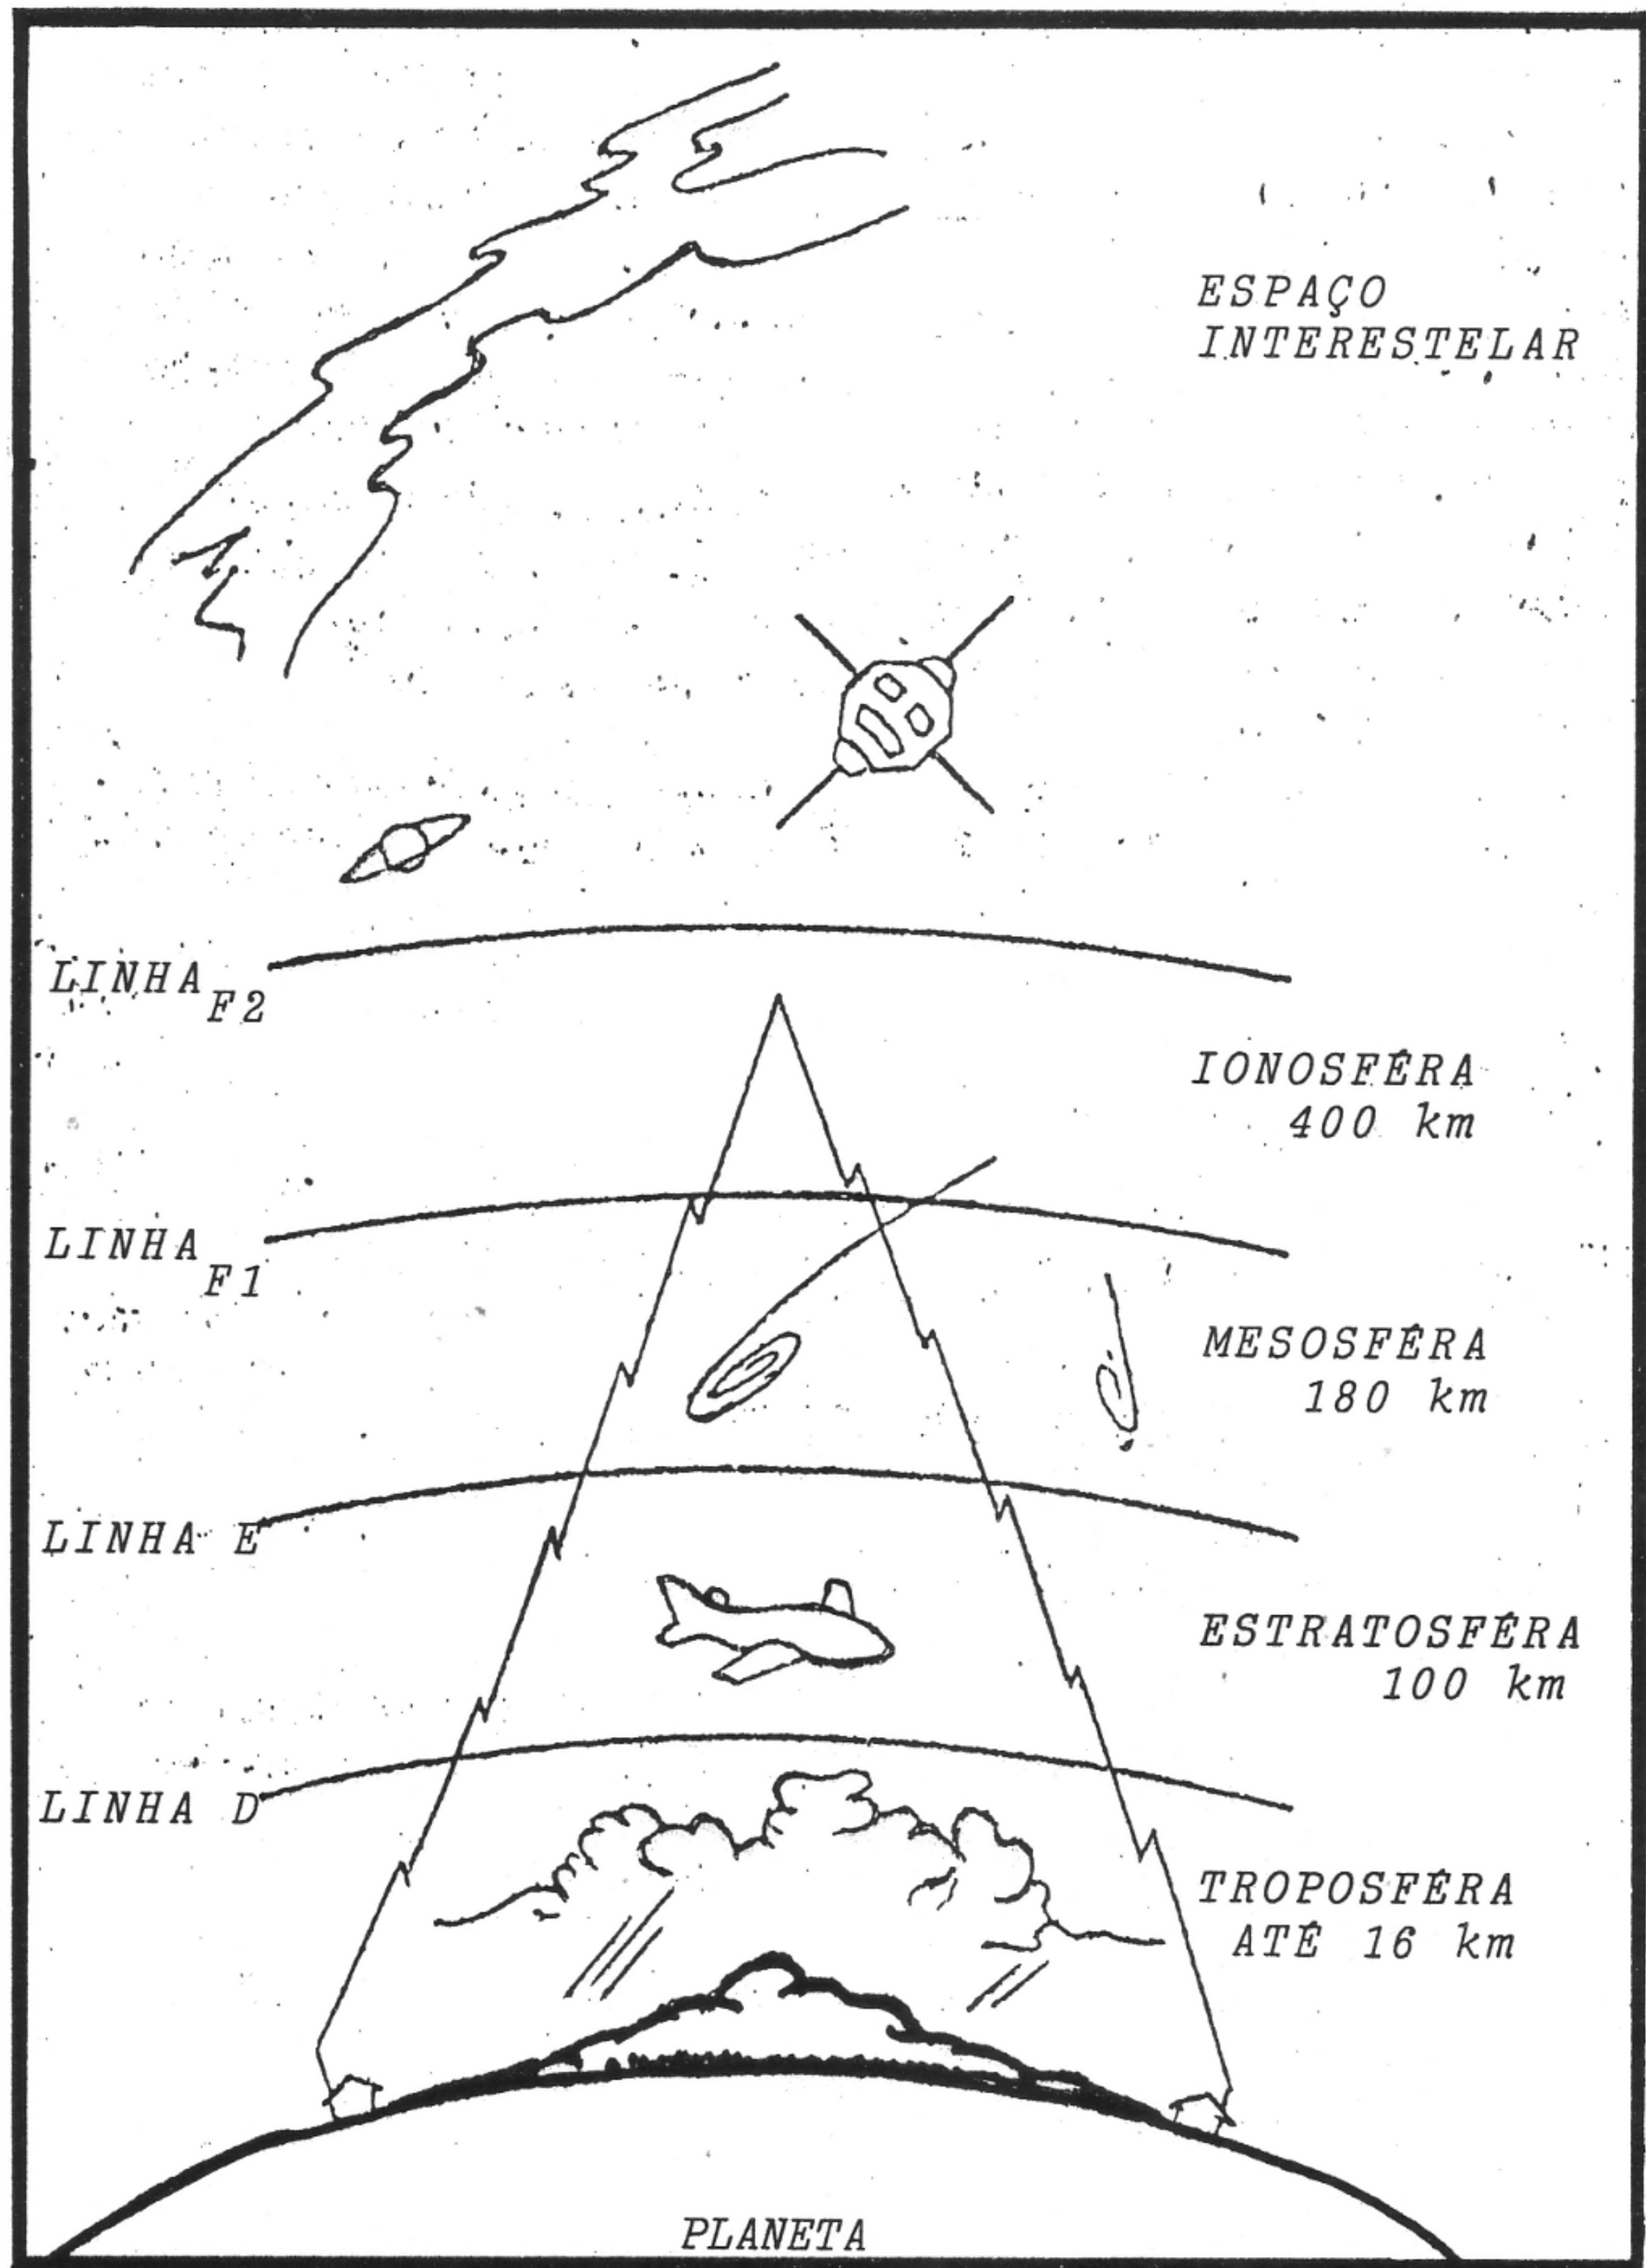 ESPAÇO
INTERESTELAR
LINHA F2
IONOSFÉRA
400 km
LINHA F1
MESOSFÉRA
180 km
LINHA E
ESTRATOSFÉRA
100 km
LINHA D
TROPOSFÉRA
ATÉ 16 km
PLANETA